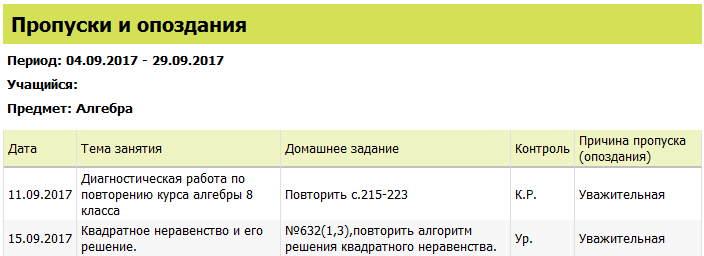 Пропуски и опоздания
Период: 04.09.2017 - 29.09.2017
Учащийся:
Предмет: Алгебра
Дата Тема занятия Домашнее задание Контроль Причина пропуска (опоздания)
11.09.2017 Диагностическая работа по повторению курса алгебры 8 класса Повторить с.215-223 К.Р. Уважительная
15.09.2017 Квадратное неравенство и его решение. №632(1,3),повторить алгоритм решения квадратного неравенства. Ур. Уважительная